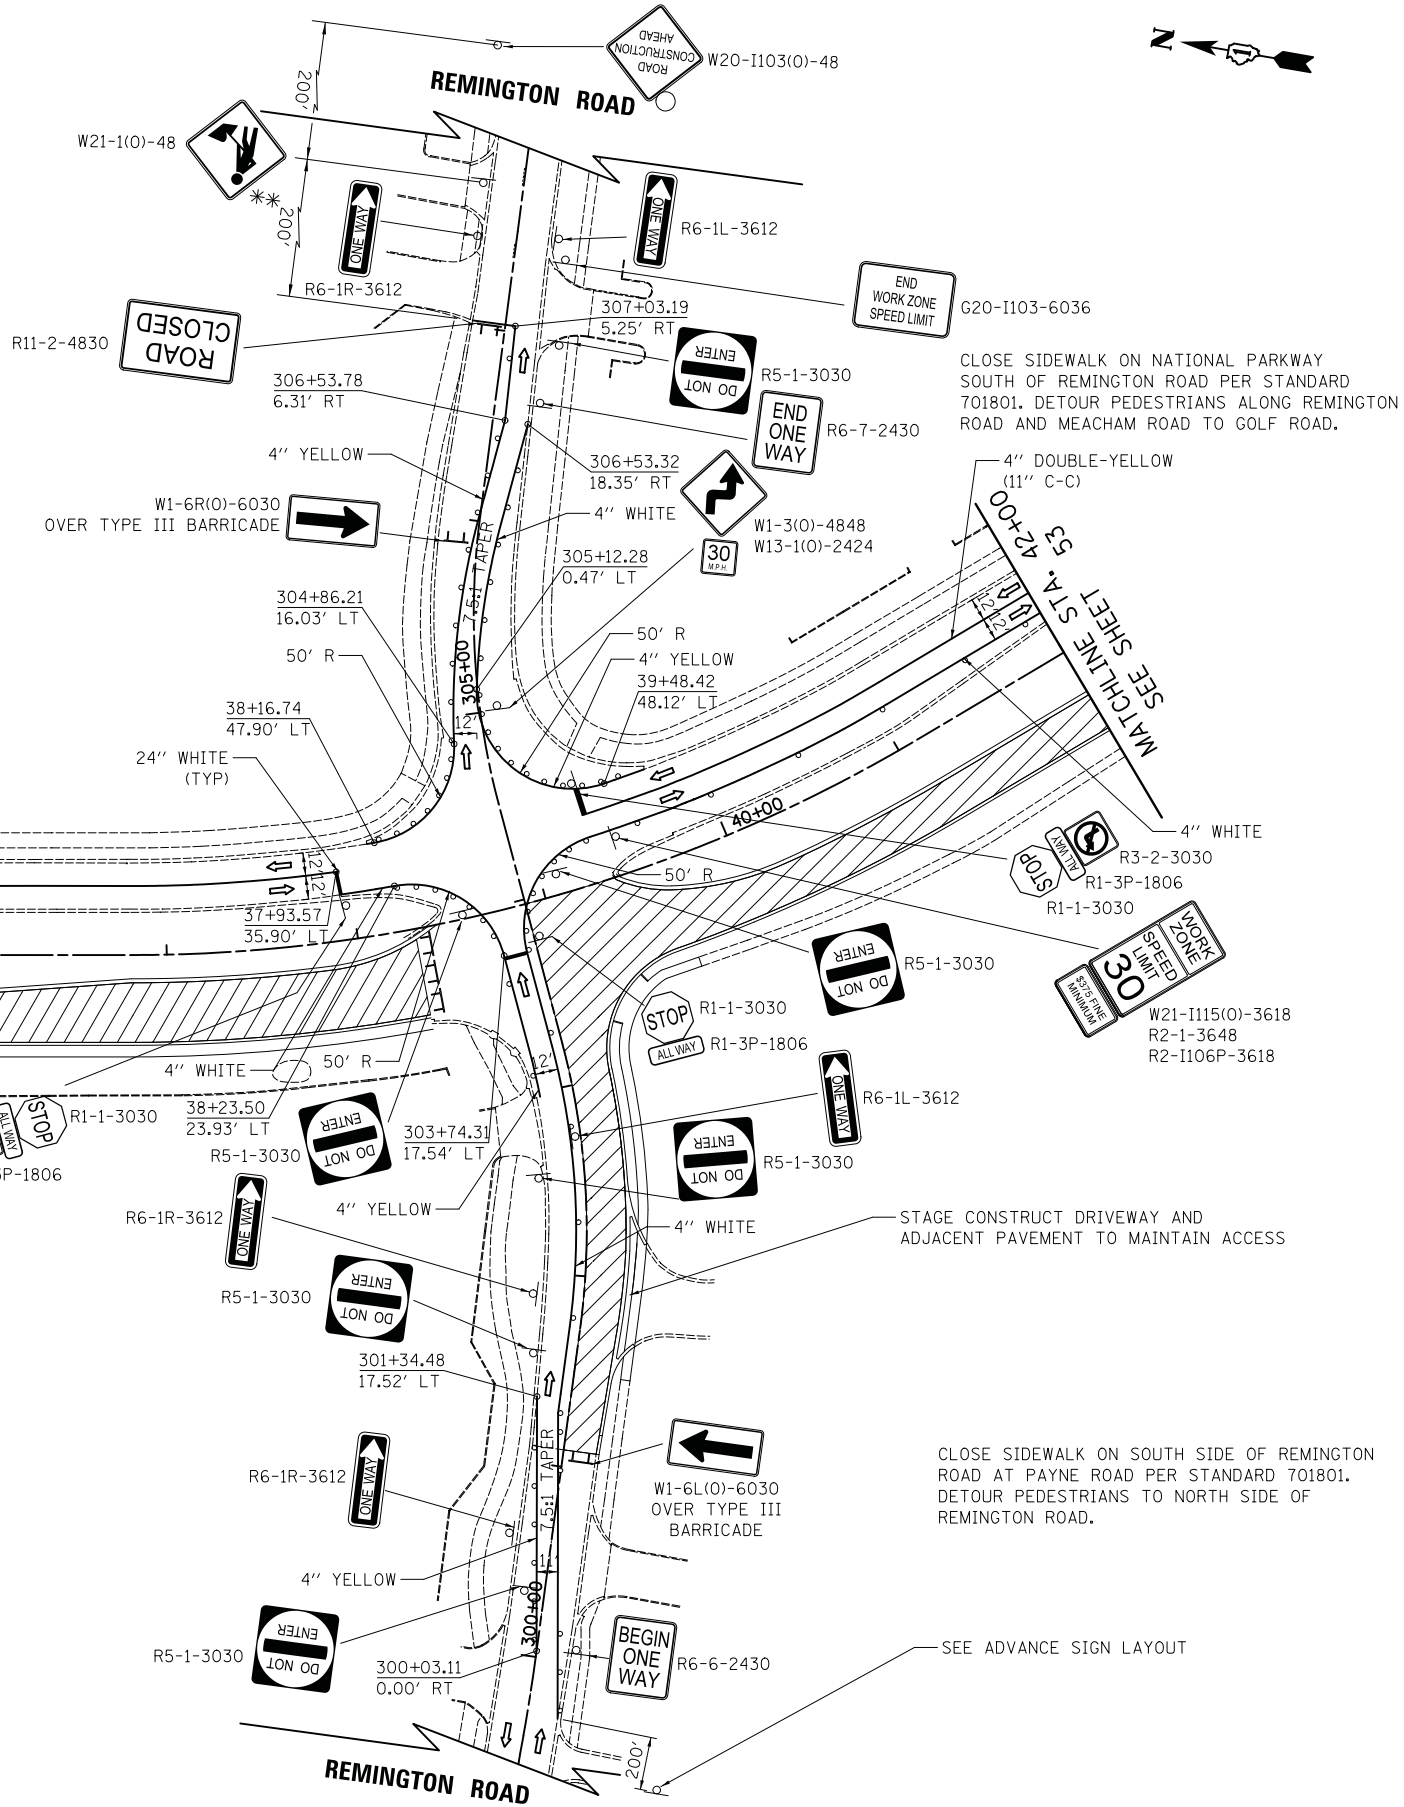 ROAD
CONSTRUCTION
AHEAD
W20-I103(O)-48
N
1
REMINGTON ROAD
200'
W21-1(O)-48
**
200'
ONE WAY
R6-1R-3612
ONE WAY
R6-1L-3612
END
WORK ZONE
SPEED LIMIT
G20-I103-6036
ROAD
CLOSED
R11-2-4830
307+03.19
5.25' RT
DO NOT
ENTER
R5-1-3030
CLOSE SIDEWALK ON NATIONAL PARKWAY
SOUTH OF REMINGTON ROAD PER STANDARD
701801. DETOUR PEDESTRIANS ALONG REMINGTON
ROAD AND MEACHAM ROAD TO GOLF ROAD.
306+53.78
6.31' RT
END
ONE
WAY
R6-7-2430
4" YELLOW
306+53.32
18.35' RT
4" DOUBLE-YELLOW
(11" C-C)
W1-6R(O)-6030
OVER TYPE III BARRICADE
4" WHITE
W1-3(O)-4848
W13-1(O)-2424
30
M.P.H.
7.5:1 TAPER
305+12.28
0.47' LT
MATCHLINE STA. 42+00
SEE SHEET 53
12'
12'
304+86.21
16.03' LT
50' R
305+00
50' R
4" YELLOW
39+48.42
48.12' LT
38+16.74
47.90' LT
12'
24" WHITE
(TYP)
40+00
4" WHITE
STOP
ALL WAY
R3-2-3030
R1-3P-1806
R1-1-3030
12'
12'
50' R
37+93.57
35.90' LT
DO NOT
ENTER
R5-1-3030
WORK
ZONE
SPEED
LIMIT
30
$375 FINE
MINIMUM
W21-I115(O)-3618
R2-1-3648
R2-I106P-3618
STOP
ALL WAY
R1-1-3030
R1-3P-1806
4" WHITE
50' R
12'
STOP
ALL WAY
R1-1-3030
3P-1806
38+23.50
23.93' LT
DO NOT
ENTER
R5-1-3030
303+74.31
17.54' LT
ONE WAY
R6-1L-3612
DO NOT
ENTER
R5-1-3030
4" YELLOW
ONE WAY
R6-1R-3612
4" WHITE
STAGE CONSTRUCT DRIVEWAY AND
ADJACENT PAVEMENT TO MAINTAIN ACCESS
DO NOT
ENTER
R5-1-3030
301+34.48
17.52' LT
7.5:1 TAPER
ONE WAY
R6-1R-3612
W1-6L(O)-6030
OVER TYPE III
BARRICADE
CLOSE SIDEWALK ON SOUTH SIDE OF REMINGTON
ROAD AT PAYNE ROAD PER STANDARD 701801.
DETOUR PEDESTRIANS TO NORTH SIDE OF
REMINGTON ROAD.
11'
4" YELLOW
300+00
DO NOT
ENTER
R5-1-3030
BEGIN
ONE
WAY
R6-6-2430
300+03.11
0.00' RT
SEE ADVANCE SIGN LAYOUT
200'
REMINGTON ROAD